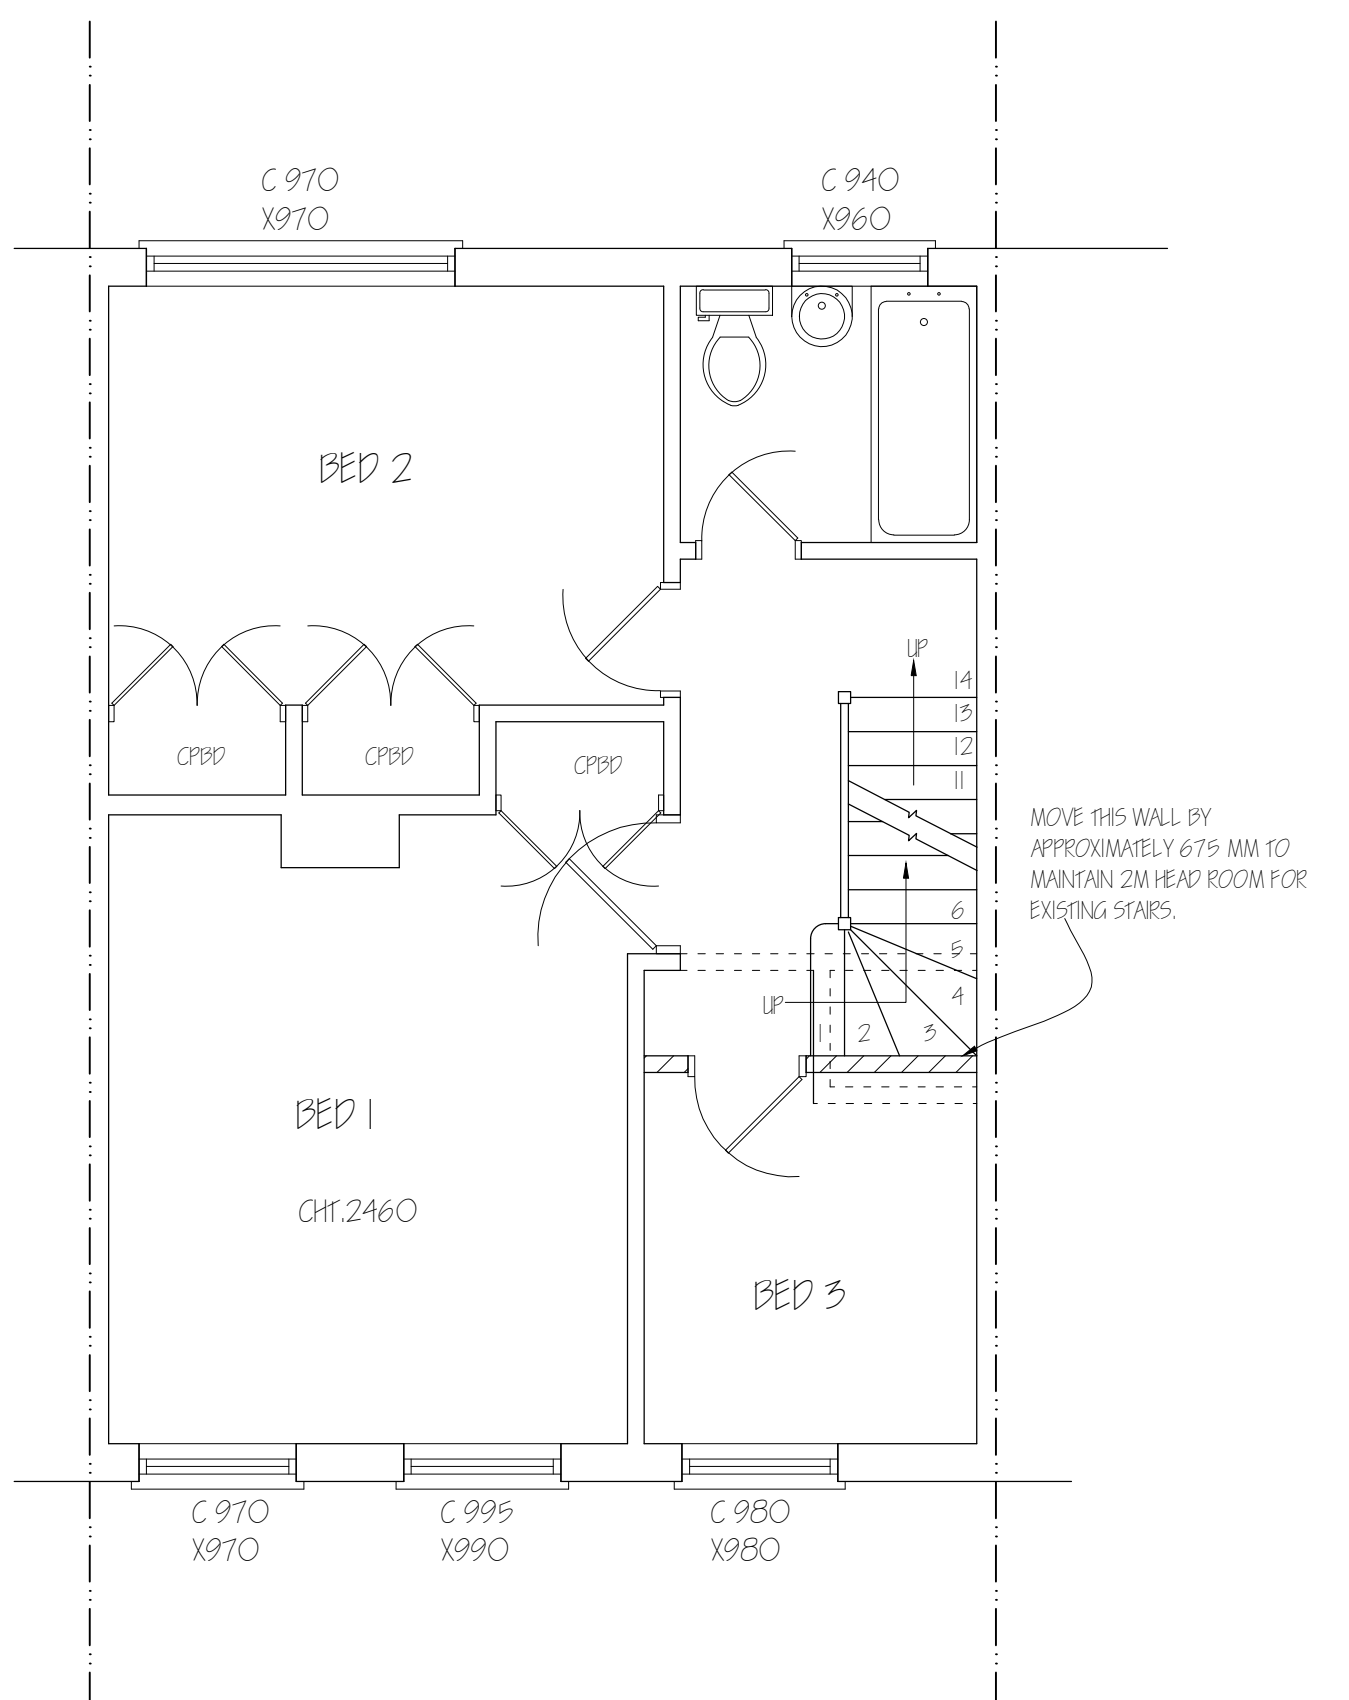 C 970
X970
C 940
X960
BED 2
UP
14
13
12
11
CPBD
CPBD
CPBD
MOVE THIS WALL BY
APPROXIMATELY 675 MM TO
MAINTAIN 2M HEAD ROOM FOR
EXISTING STAIRS.
6
5
4
UP
1
2
3
BED 1
CHT.2460
BED 3
C 970
X970
C 995
X990
C 980
X980